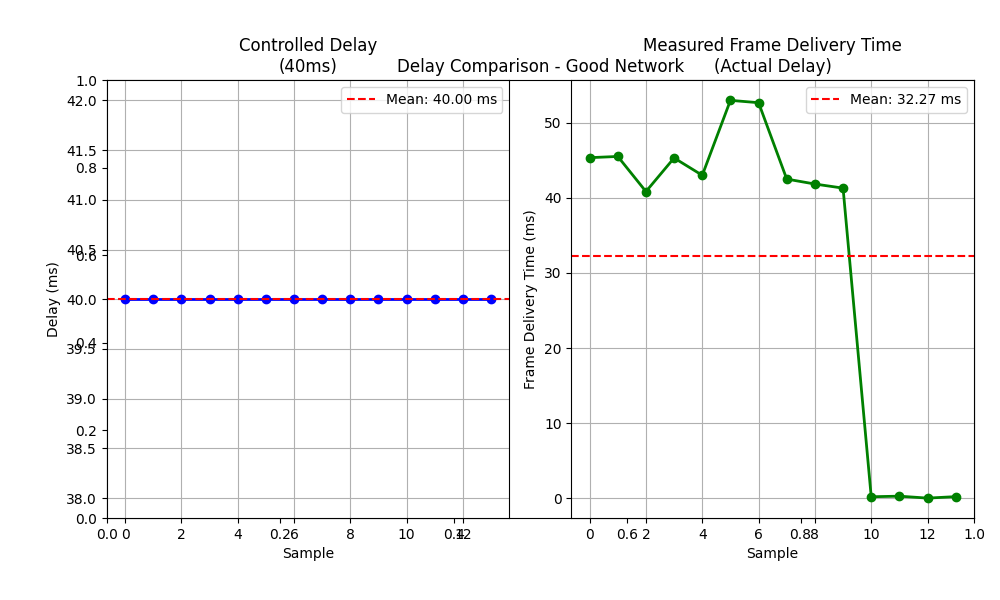 Controlled Delay
(40ms)
Delay Comparison - Good Network
Measured Frame Delivery Time
(Actual Delay)
Mean: 40.00 ms
Mean: 32.27 ms
1.0
42.0
41.5
0.8
41.0
40.5
0.6
40.0
0.4
39.5
39.0
0.2
38.5
38.0
0.0
Delay (ms)
0.0 0 2 4 0.2 6 8 10 0.4 12
Sample
50
40
30
20
10
0
Frame Delivery Time (ms)
0 0.6 2 4 6 0.8 8 10 12 1.0
Sample